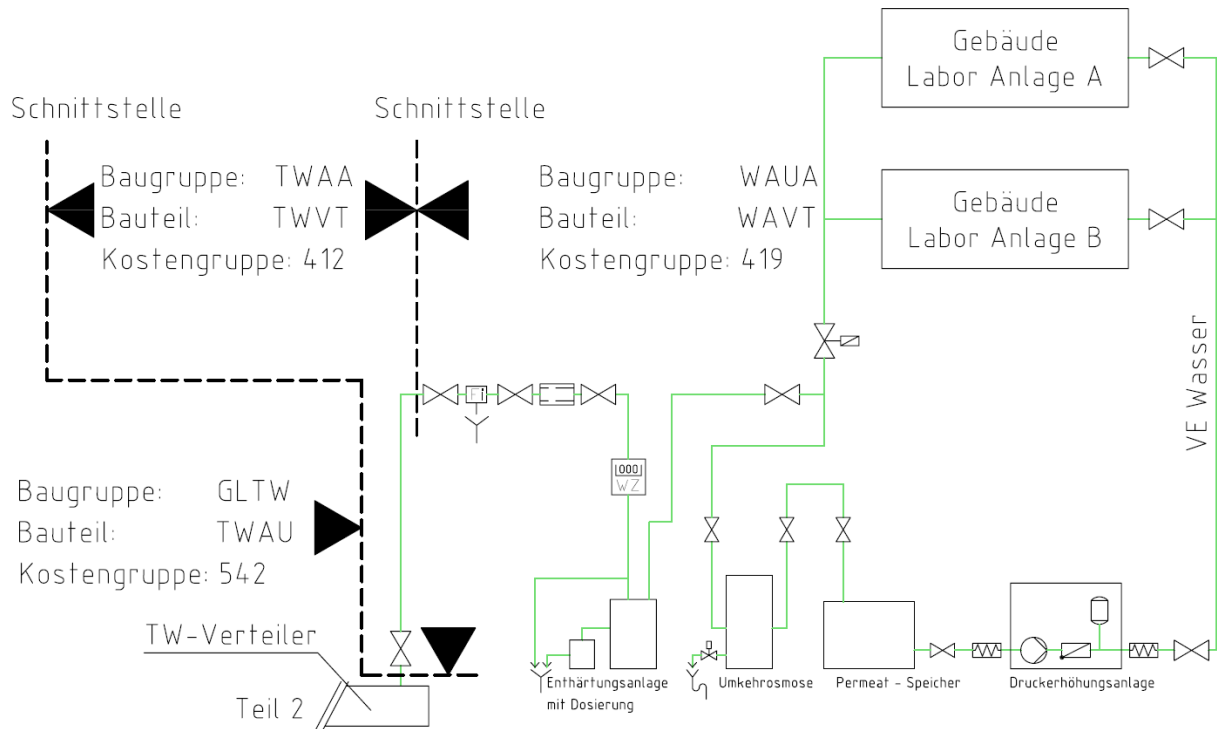 Gebäude
Labor Anlage A
Schnittstelle
Schnittstelle
Baugruppe: TWAA
Bauteil: TWVT
Kostengruppe: 412
Baugruppe: WAUA
Bauteil: WAVT
Kostengruppe: 419
Gebäude
Labor Anlage B
VE Wasser
Fi
000
WZ
Baugruppe: GLTW
Bauteil: TWAU
Kostengruppe: 542
TW-Verteiler
Teil 2
Enthärtungsanlage
mit Dosierung
Umkehrosmose
Permeat - Speicher
Druckerhöhungsanlage